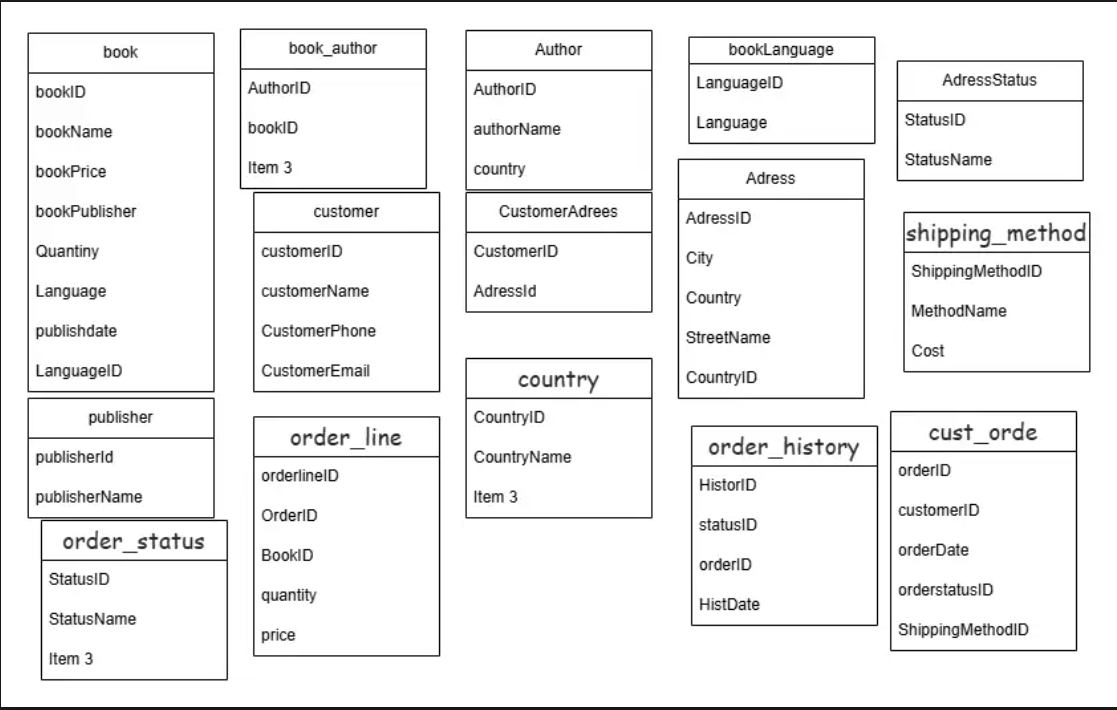 book
bookID
bookName
bookPrice
bookPublisher
Quantiny
Language
publishdate
LanguageID
publisher
publisherId
publisherName
order_status
StatusID
StatusName
Item 3
book_author
AuthorID
bookID
Item 3
customer
customerID
customerName
CustomerPhone
CustomerEmail
order_line
orderlineID
OrderID
BookID
quantity
price
Author
AuthorID
authorName
country
CustomerAdrees
CustomerID
AdressId
country
CountryID
CountryName
Item 3
bookLanguage
LanguageID
Language
Adress
AdressID
City
Country
StreetName
CountryID
order_history
HistorID
statusID
orderID
HistDate
AdressStatus
StatusID
StatusName
shipping_method
ShippingMethodID
MethodName
Cost
cust_orde
orderID
customerID
orderDate
orderstatusID
ShippingMethodID